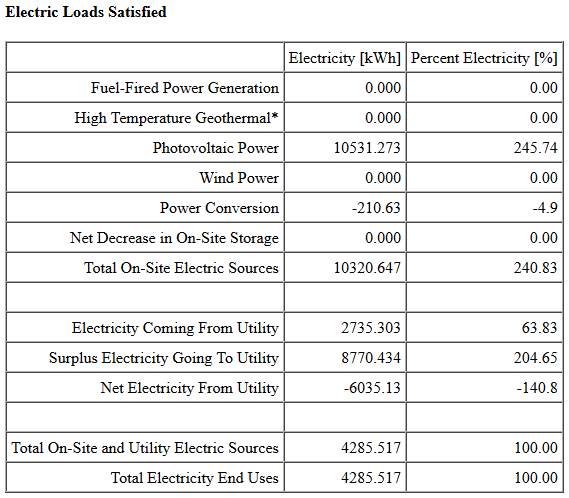 Electric Loads Satisfied
Electricity [kWh] Percent Electricity [%]
Fuel-Fired Power Generation 0.000 0.00
High Temperature Geothermal* 0.000 0.00
Photovoltaic Power 10531.273 245.74
Wind Power 0.000 0.00
Power Conversion -210.63 -4.9
Net Decrease in On-Site Storage 0.000 0.00
Total On-Site Electric Sources 10320.647 240.83
Electricity Coming From Utility 2735.303 63.83
Surplus Electricity Going To Utility 8770.434 204.65
Net Electricity From Utility -6035.13 -140.8
Total On-Site and Utility Electric Sources 4285.517 100.00
Total Electricity End Uses 4285.517 100.00